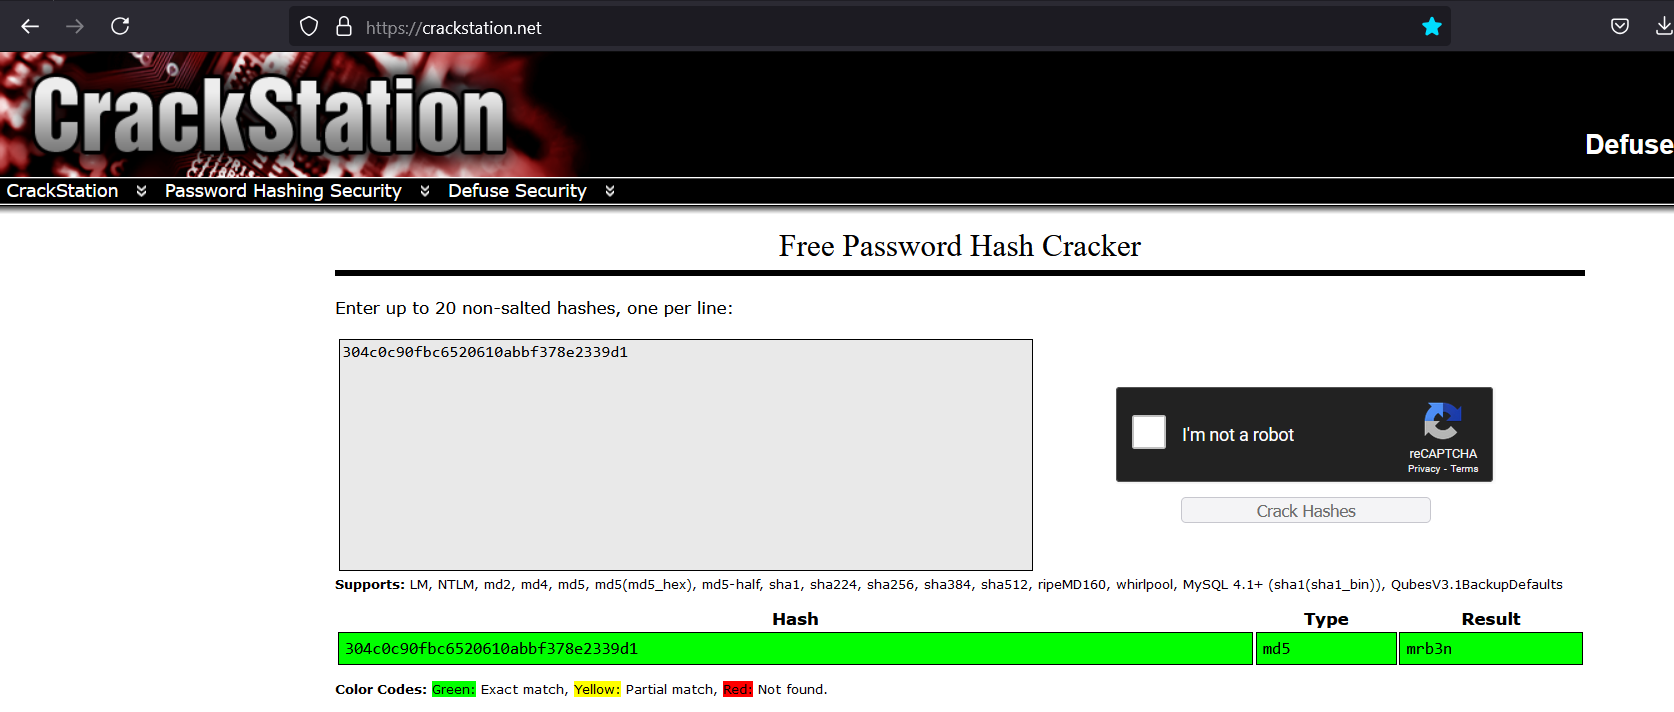 https://crackstation.net
CrackStation
Defuse
CrackStation Password Hashing Security Defuse Security
Free Password Hash Cracker
Enter up to 20 non-salted hashes, one per line:
304c0c90fbc6520610abbf378e2339d1
I'm not a robot
reCAPTCHA
Privacy - Terms
Crack Hashes
Supports: LM, NTLM, md2, md4, md5, md5(md5_hex), md5-half, sha1, sha224, sha256, sha384, sha512, ripeMD160, whirlpool, MySQL 4.1+ (sha1(sha1_bin)), QubesV3.1BackupDefaults
Hash Type Result
304c0c90fbc6520610abbf378e2339d1 md5 mrb3n
Color Codes: Green: Exact match, Yellow: Partial match, Red: Not found.